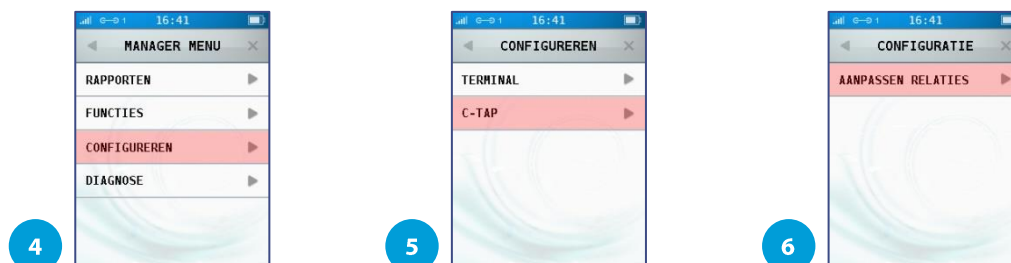 16:41
MANAGER MENU
RAPPORTEN
FUNCTIES
CONFIGUREREN
DIAGNOSE
4
16:41
CONFIGUREREN
TERMINAL
C-TAP
5
16:41
CONFIGURATIE
AANPASSEN RELATIES
6